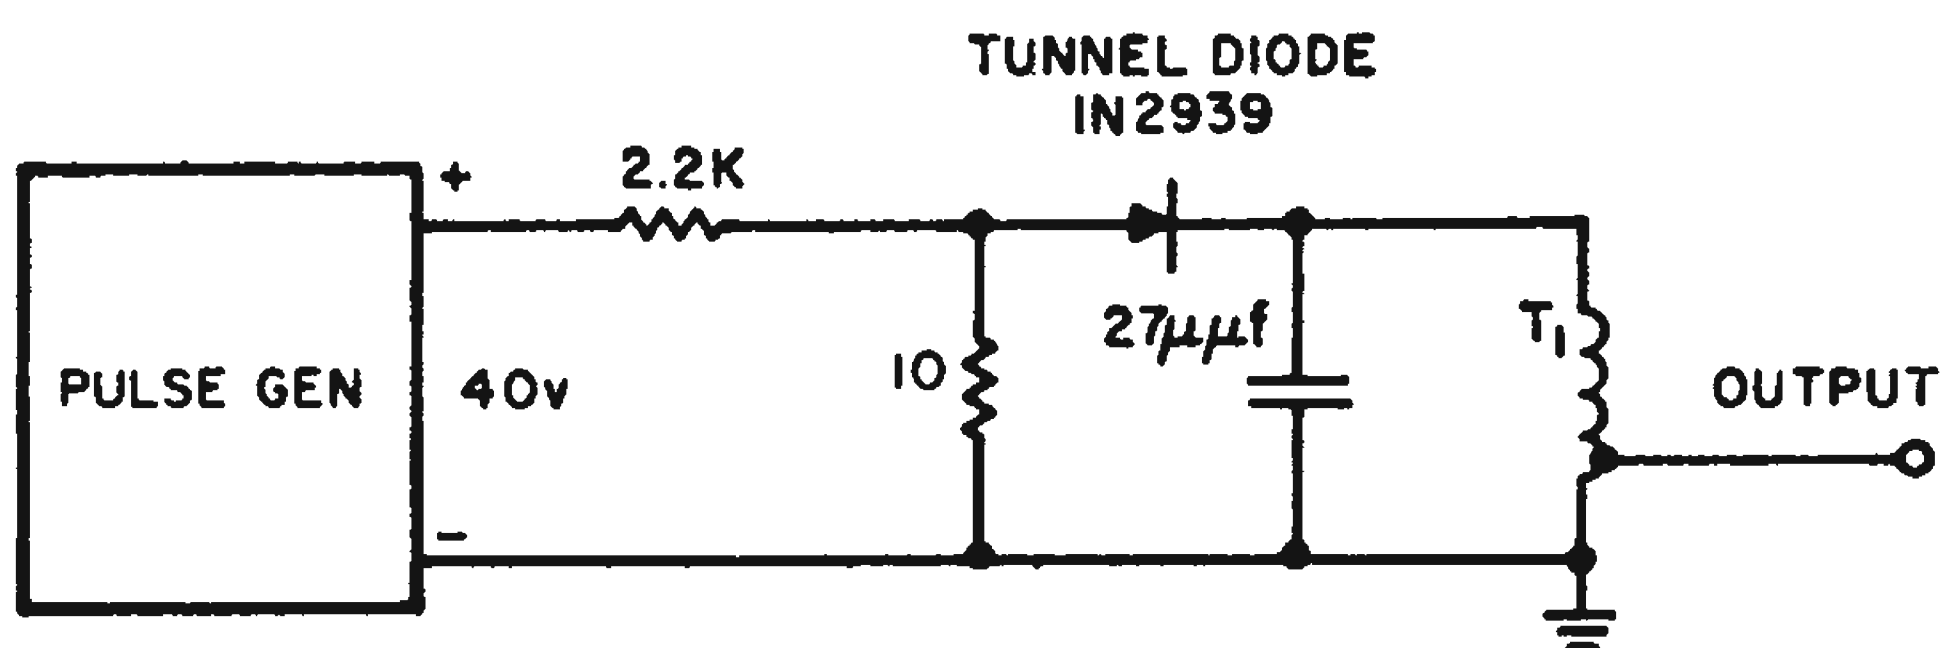 TUNNEL DIODE
IN2939
+
2.2K
27μμf
T1
10
PULSE GEN
40v
OUTPUT
-